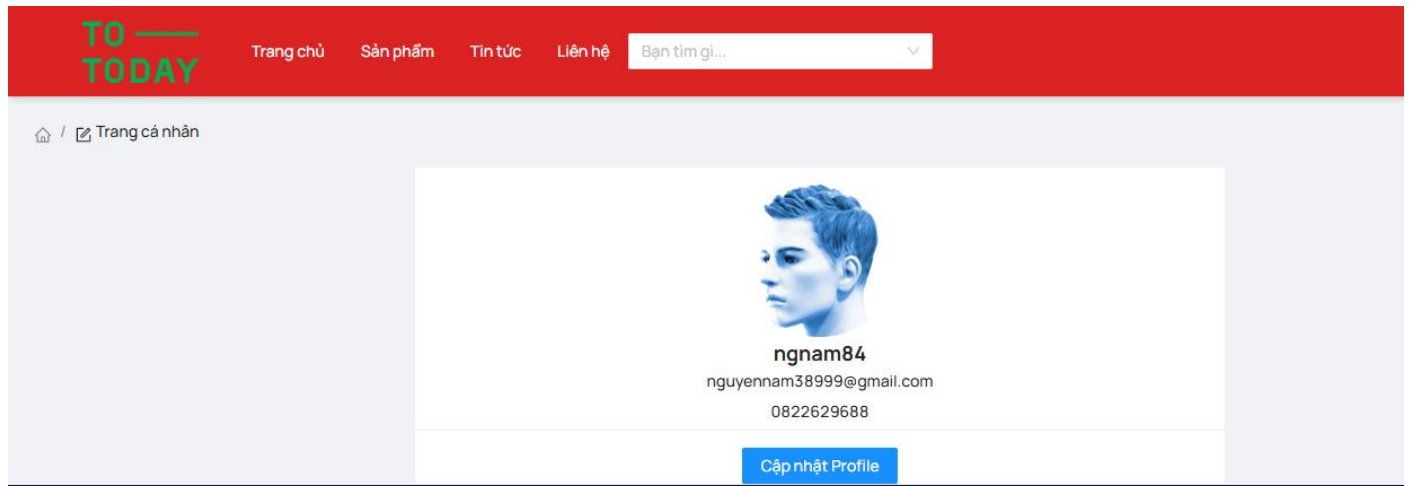 TO
TODAY
Trang chủ Sản phẩm Tin tức Liên hệ Bạn tìm gì...
/ Trang cá nhân
ngnam84
nguyennam38999@gmail.com
0822629688
Cập nhật Profile